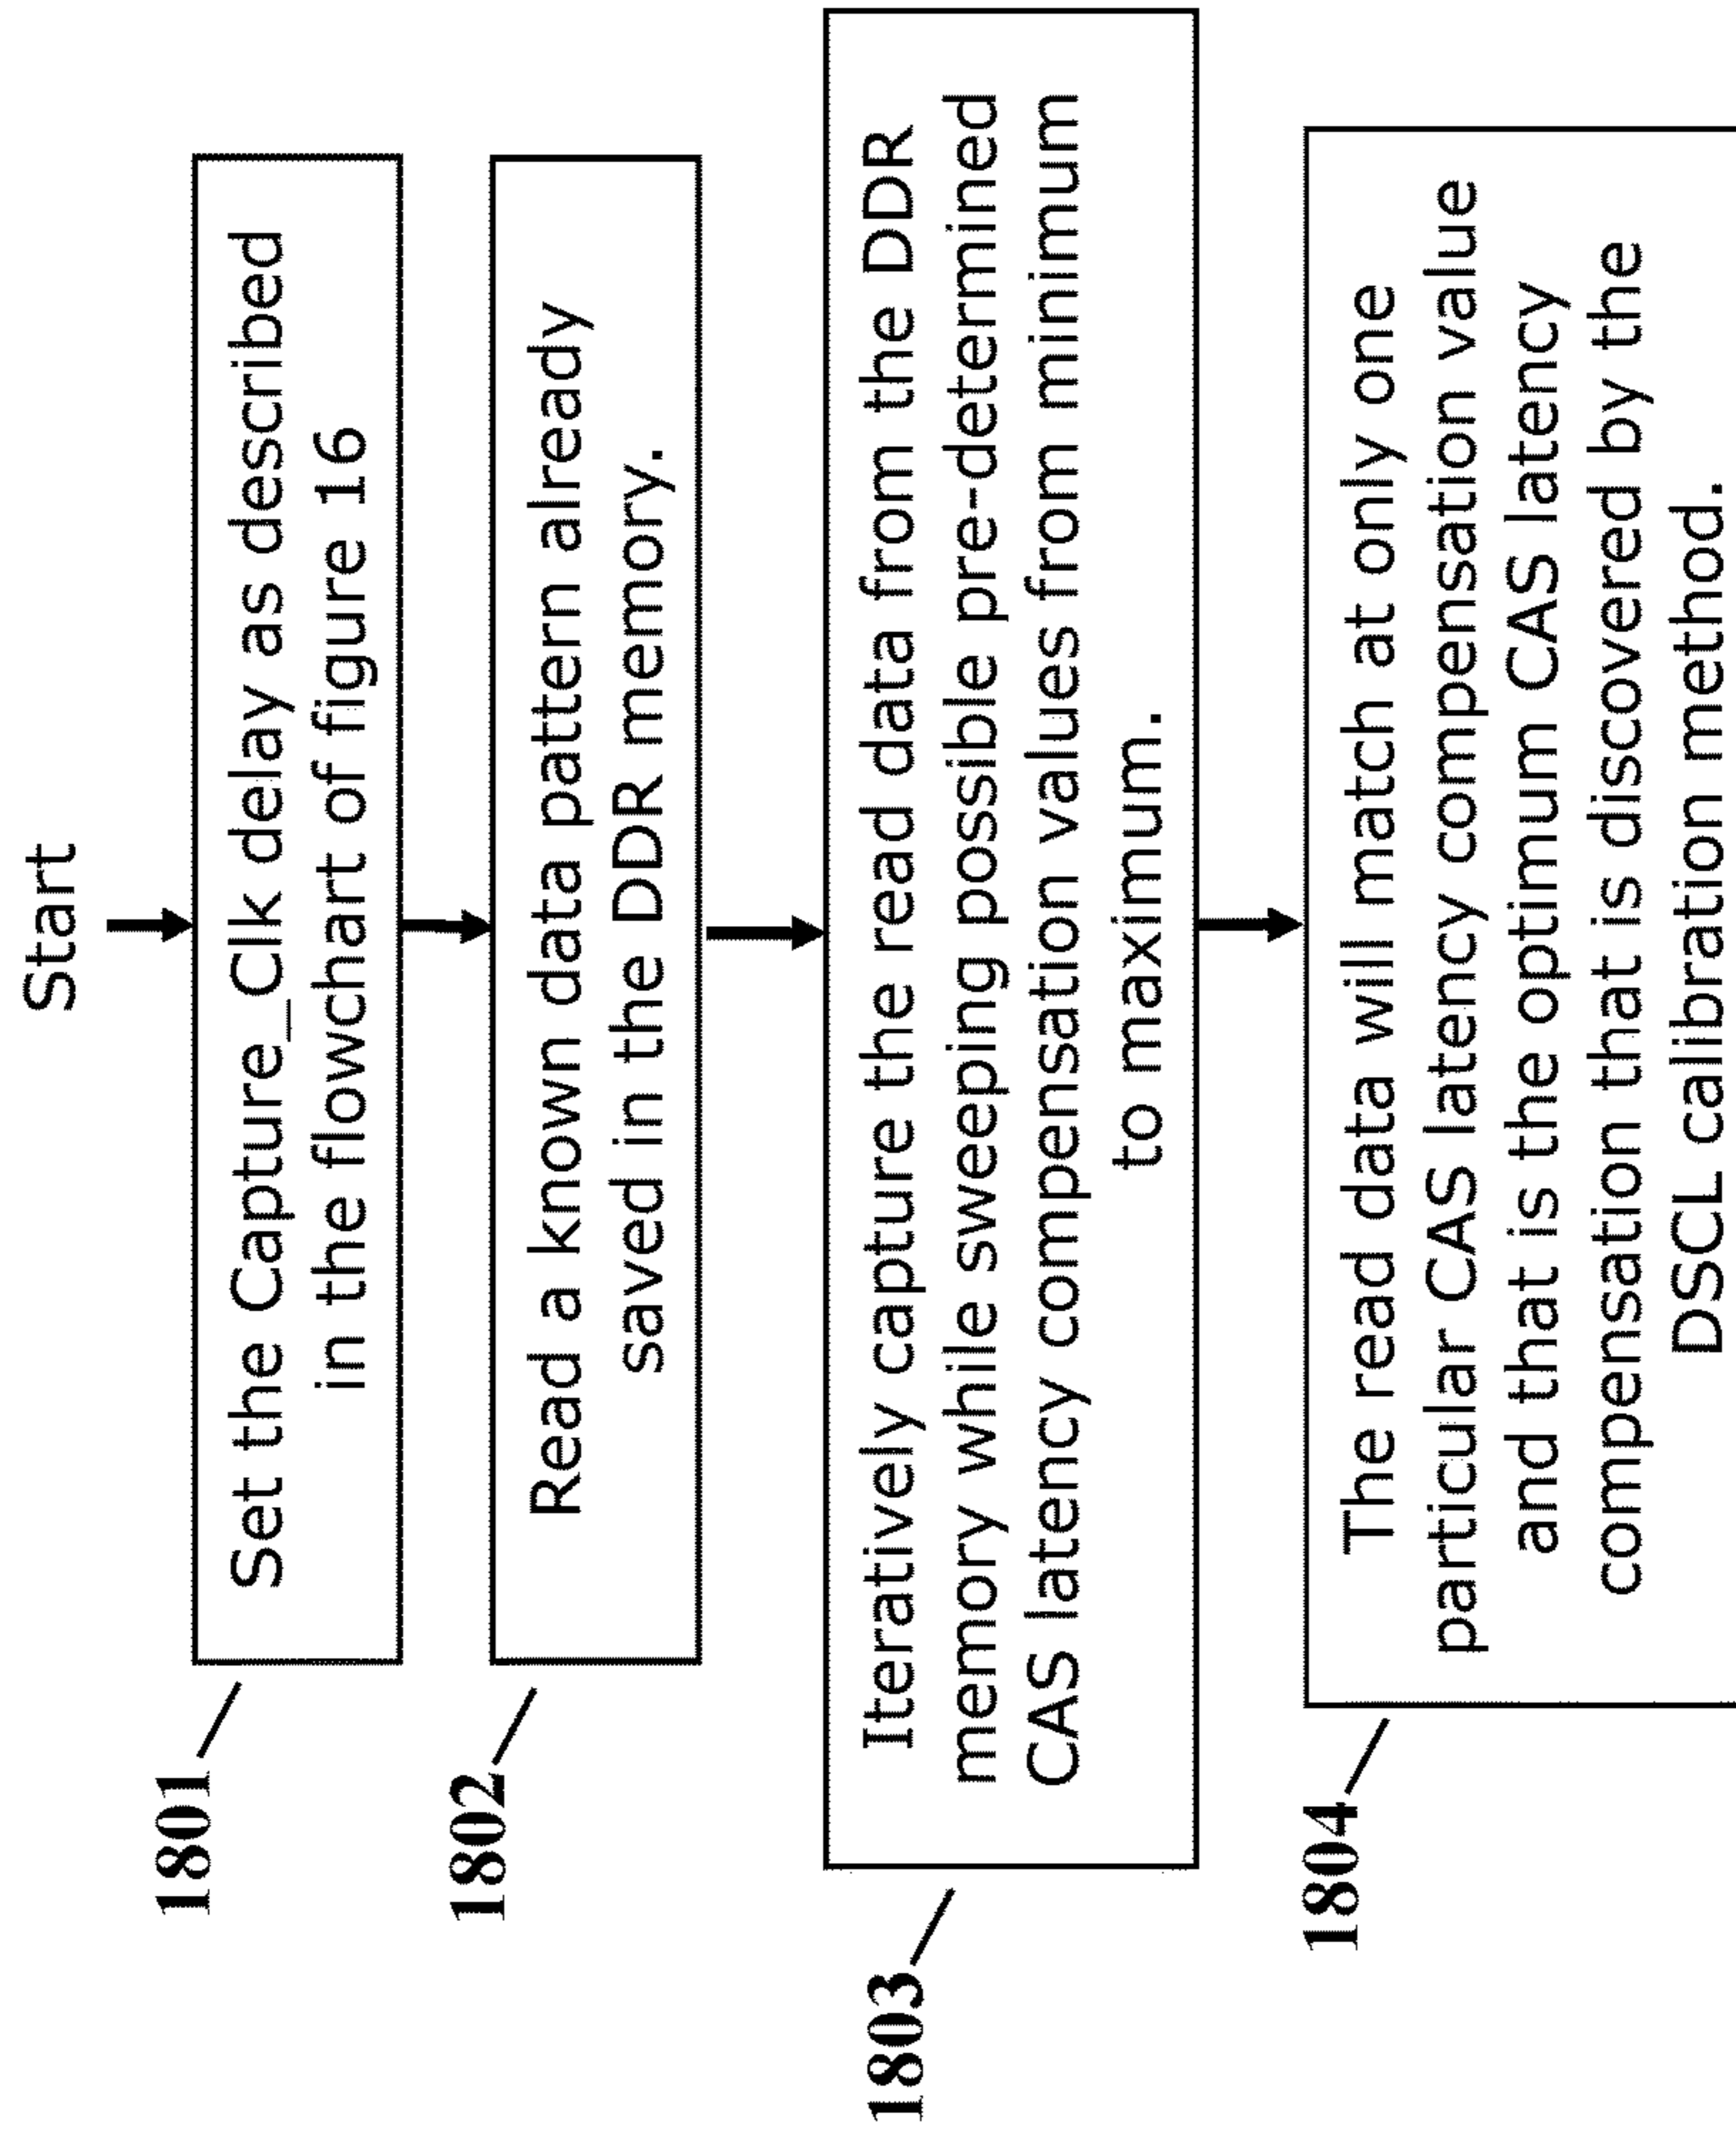 Start
1801
Set the Capture_Clk delay as described
in the flowchart of figure 16
1802
Read a known data pattern already
saved in the DDR memory.
1803
Iteratively capture the read data from the DDR
memory while sweeping possible pre-determined
CAS latency compensation values from minimum
to maximum.
1804
The read data will match at only one
particular CAS latency compensation value
and that is the optimum CAS latency
compensation that is discovered by the
DSCL calibration method.